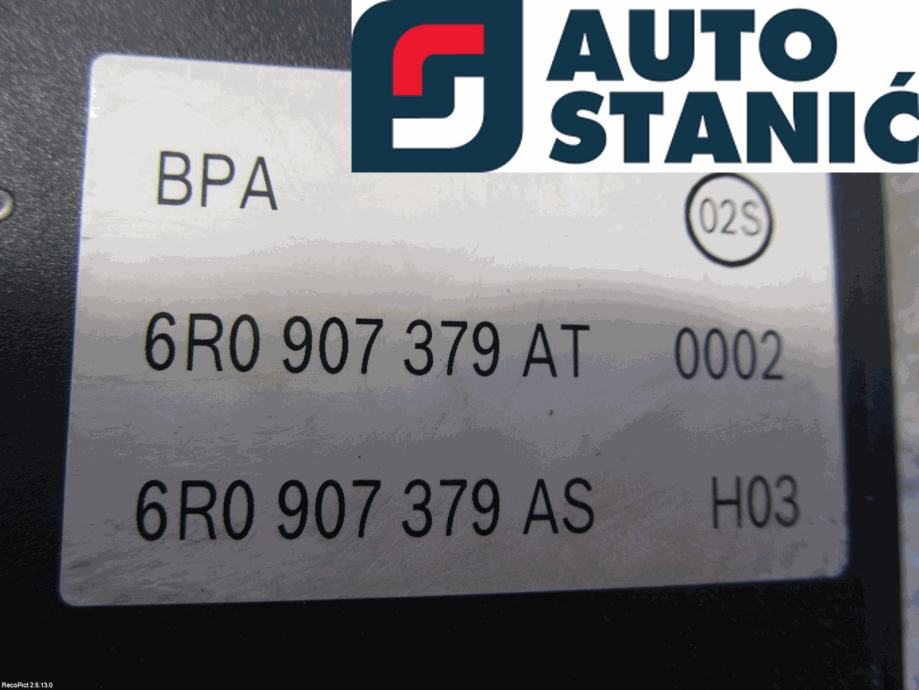 AUTO
STANIĆ
BPA
02S
6R0 907 379 AT 0002
6R0 907 379 AS H03
RecoPict 2.5.13.0